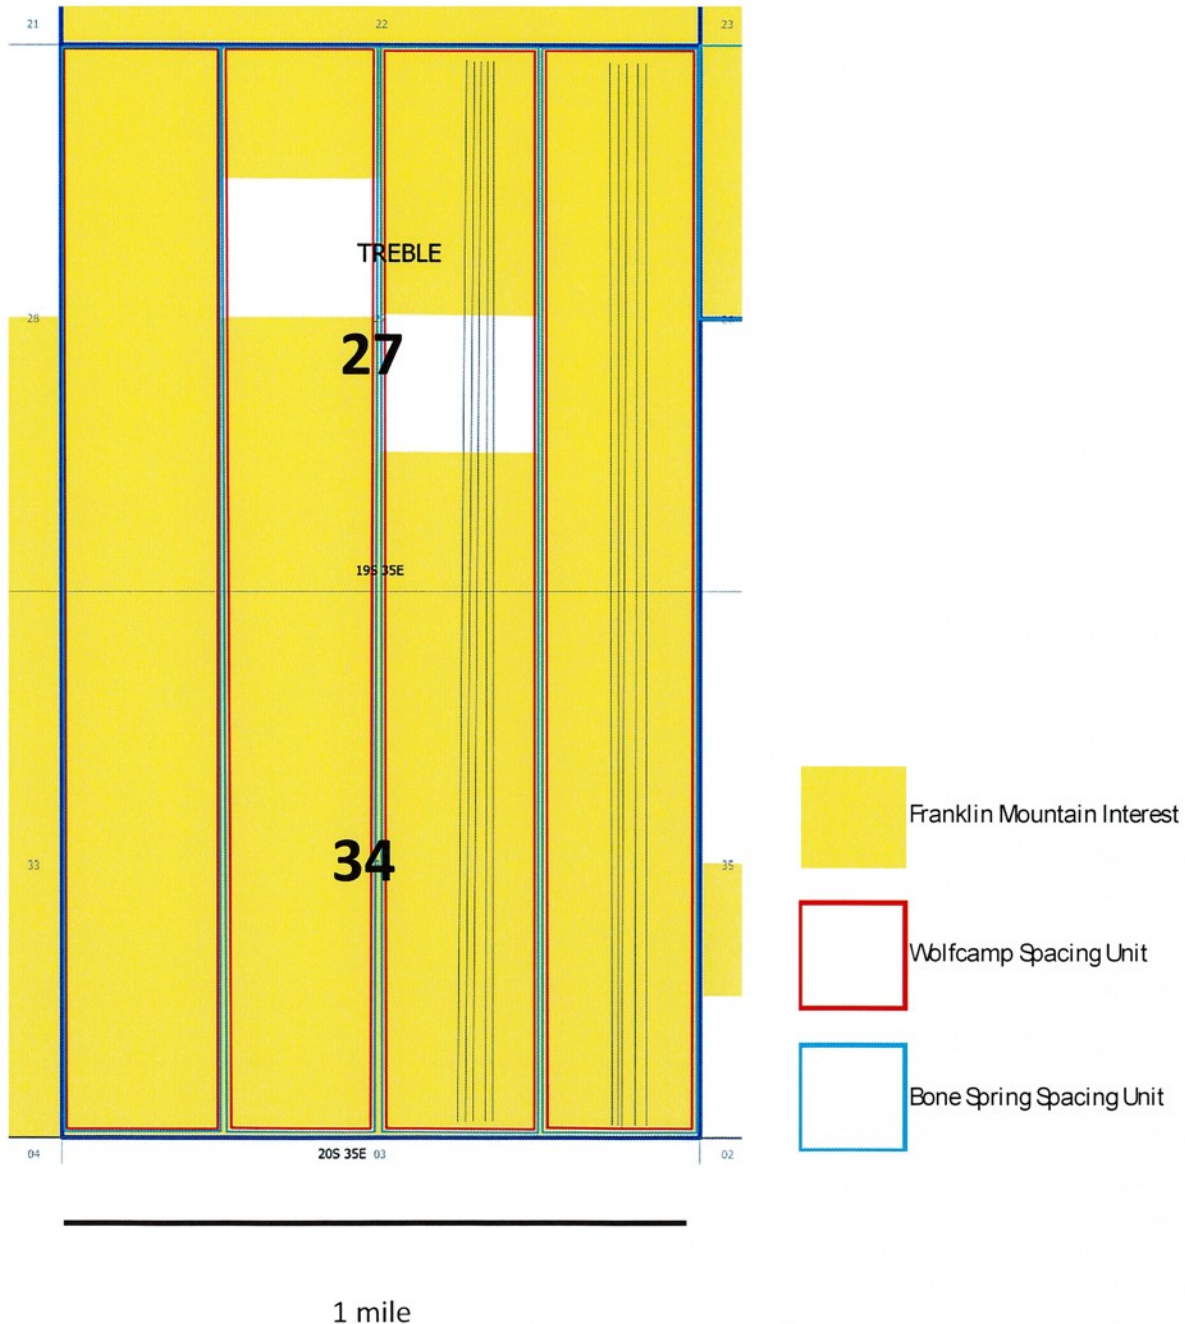 21 22 23
TREBLE
28
27
19S 35E
34
33 35
Franklin Mountain Interest
Wolfcamp Spacing Unit
Bone Spring Spacing Unit
04 20S 35E 03 02
1 mile